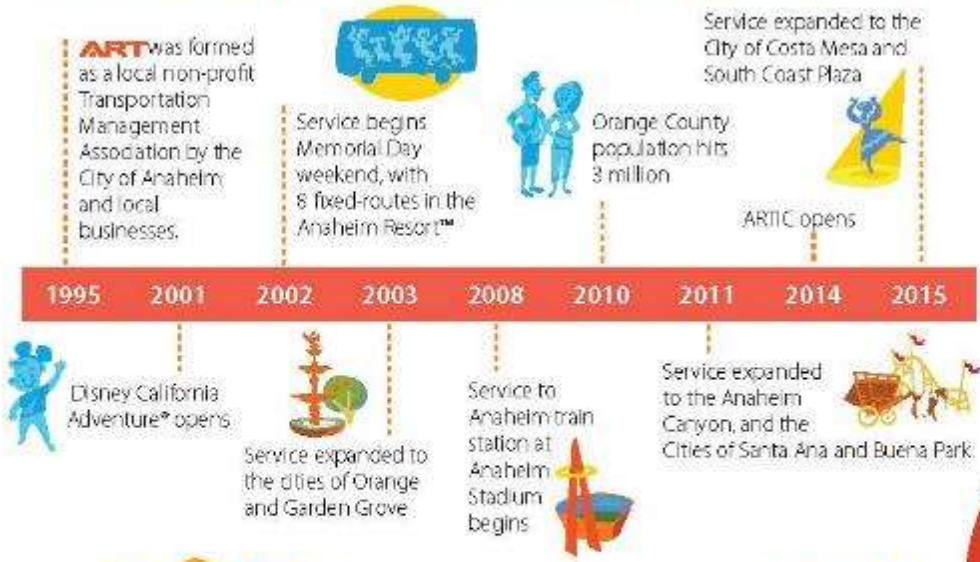 ART was formed
as a local non-profit
Transportation
Management
Association by the
City of Anaheim
and local
businesses.
Service begins
Memorial Day
weekend, with
8 fixed-routes in the
Anaheim Resort™
Orange County
population hits
3 million
Service expanded to the
City of Costa Mesa and
South Coast Plaza
ARTIC opens
1995 2001 2002 2003 2008 2010 2011 2014 2015
Disney California
Adventure® opens
Service expanded to
the cities of Orange
and Garden Grove
Service to
Anaheim train
station at
Anaheim
Stadium
begins
Service expanded
to the Anaheim
Canyon, and the
Cities of Santa Ana and Buena Park